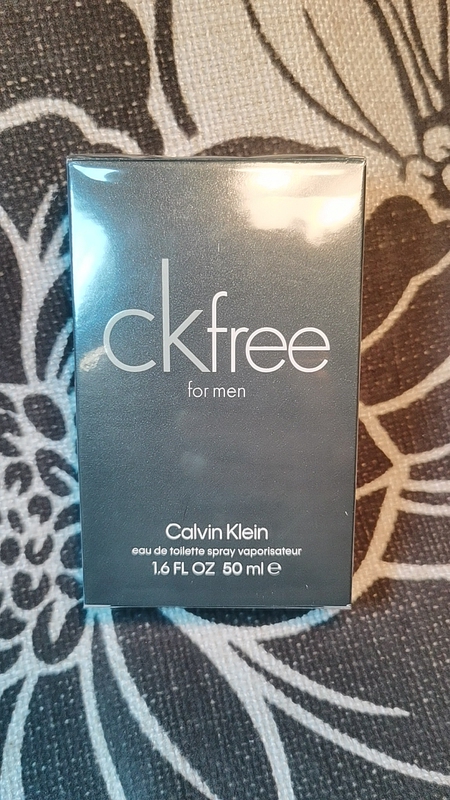 ckfree
for men
Calvin Klein
eau de toilette spray vaporisateur
1.6 FL OZ 50 ml ℮